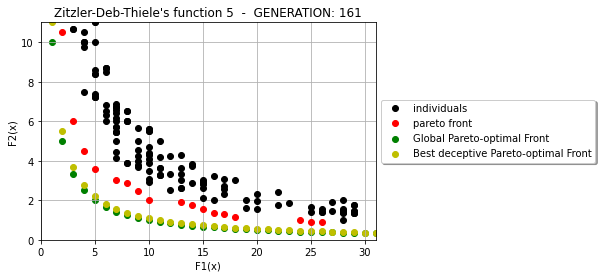 Zitzler-Deb-Thiele's function 5 - GENERATION: 161
10
8
6
4
2
0
F2(x)
0 5 10 15 20 25 30
F1(x)
individuals
pareto front
Global Pareto-optimal Front
Best deceptive Pareto-optimal Front